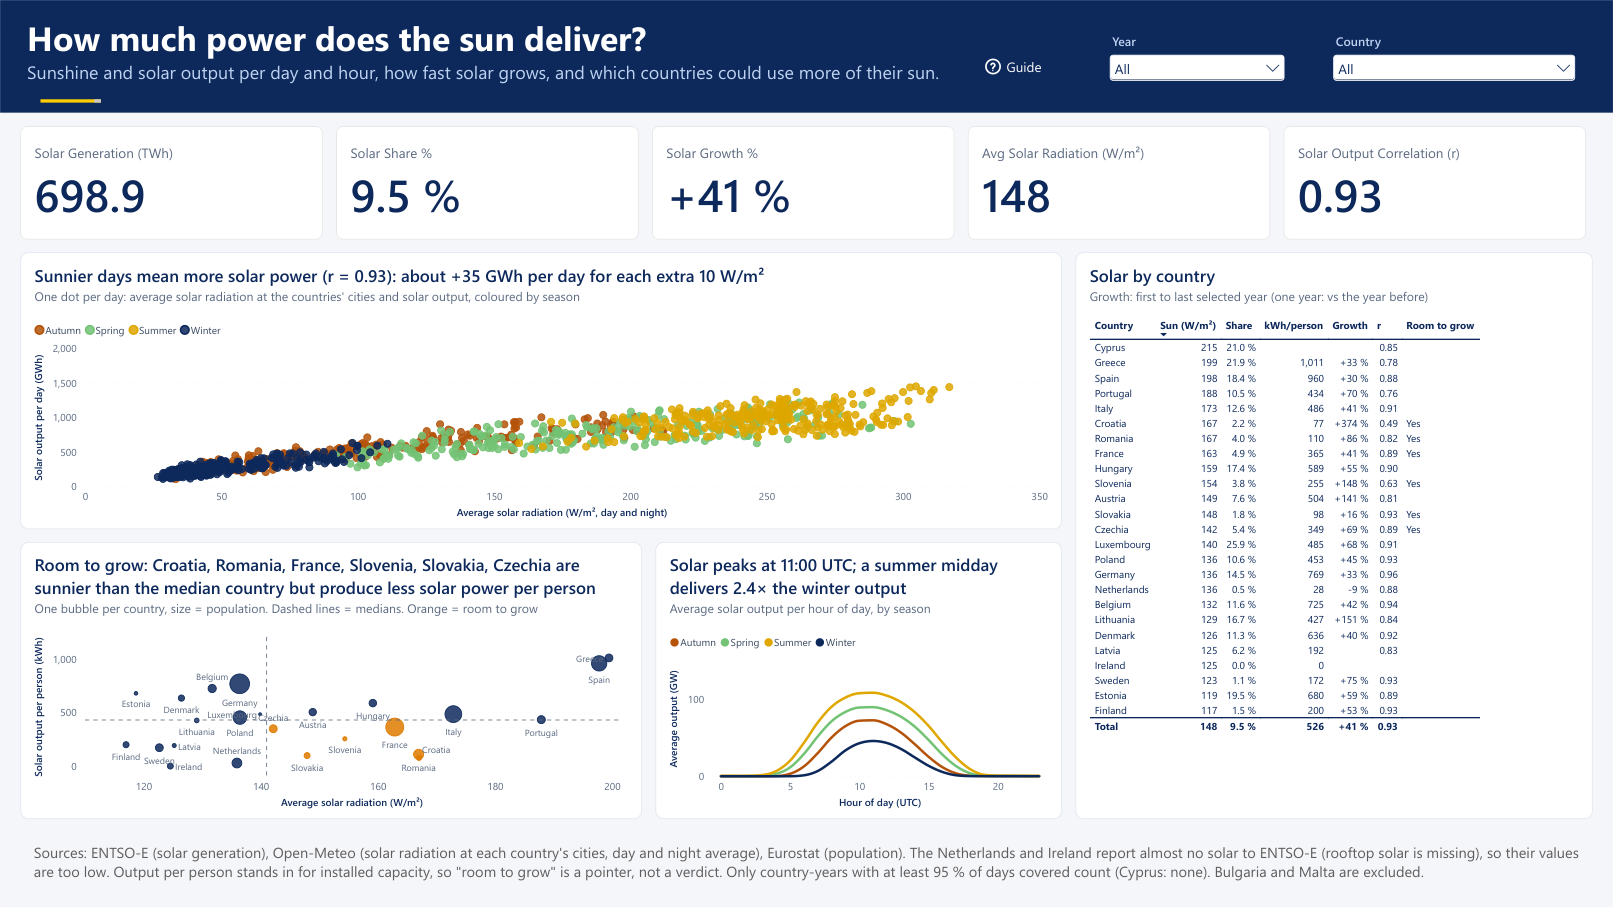 How much power does the sun deliver?
Sunshine and solar output per day and hour, how fast solar grows, and which countries could use more of their sun.
Guide
Year
All
Country
All
Solar Generation (TWh)
698.9
Solar Share %
9.5 %
Solar Growth %
+41 %
Avg Solar Radiation (W/m²)
148
Solar Output Correlation (r)
0.93
Sunnier days mean more solar power (r = 0.93): about +35 GWh per day for each extra 10 W/m²
One dot per day: average solar radiation at the countries' cities and solar output, coloured by season
Autumn Spring Summer Winter
Solar output per day (GWh)
2,000
1,500
1,000
500
0
0 50 100 150 200 250 300 350
Average solar radiation (W/m², day and night)
Room to grow: Croatia, Romania, France, Slovenia, Slovakia, Czechia are
sunnier than the median country but produce less solar power per person
One bubble per country, size = population. Dashed lines = medians. Orange = room to grow
Solar output per person (kWh)
1,000
500
0
Greece
Spain
Belgium
Germany
Estonia
Denmark
Luxembourg
Czechia
Lithuania
Poland
Austria
Hungary
Italy
Portugal
France
Finland
Sweden
Latvia
Ireland
Netherlands
Slovakia
Slovenia
Croatia
Romania
120 140 160 180 200
Average solar radiation (W/m²)
Solar peaks at 11:00 UTC; a summer midday
delivers 2.4× the winter output
Average solar output per hour of day, by season
Autumn Spring Summer Winter
Average output (GW)
100
0
0 5 10 15 20
Hour of day (UTC)
Solar by country
Growth: first to last selected year (one year: vs the year before)
Country Sun (W/m²) Share kWh/person Growth r Room to grow
Cyprus 215 21.0 % 0.85
Greece 199 21.9 % 1,011 +33 % 0.78
Spain 198 18.4 % 960 +30 % 0.88
Portugal 188 10.5 % 434 +70 % 0.76
Italy 173 12.6 % 486 +41 % 0.91
Croatia 167 2.2 % 77 +374 % 0.49 Yes
Romania 167 4.0 % 110 +86 % 0.82 Yes
France 163 4.9 % 365 +41 % 0.89 Yes
Hungary 159 17.4 % 589 +55 % 0.90
Slovenia 154 3.8 % 255 +148 % 0.63 Yes
Austria 149 7.6 % 504 +141 % 0.81
Slovakia 148 1.8 % 98 +16 % 0.93 Yes
Czechia 142 5.4 % 349 +69 % 0.89 Yes
Luxembourg 140 25.9 % 485 +68 % 0.91
Poland 136 10.6 % 453 +45 % 0.93
Germany 136 14.5 % 769 +33 % 0.96
Netherlands 136 0.5 % 28 -9 % 0.88
Belgium 132 11.6 % 725 +42 % 0.94
Lithuania 129 16.7 % 427 +151 % 0.84
Denmark 126 11.3 % 636 +40 % 0.92
Latvia 125 6.2 % 192 0.83
Ireland 125 0.0 % 0
Sweden 123 1.1 % 172 +75 % 0.93
Estonia 119 19.5 % 680 +59 % 0.89
Finland 117 1.5 % 200 +53 % 0.93
Total 148 9.5 % 526 +41 % 0.93
Sources: ENTSO-E (solar generation), Open-Meteo (solar radiation at each country's cities, day and night average), Eurostat (population). The Netherlands and Ireland report almost no solar to ENTSO-E (rooftop solar is missing), so their values
are too low. Output per person stands in for installed capacity, so "room to grow" is a pointer, not a verdict. Only country-years with at least 95 % of days covered count (Cyprus: none). Bulgaria and Malta are excluded.